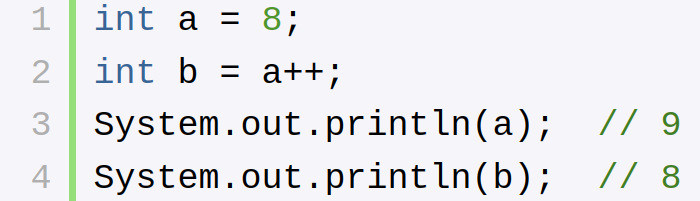 1 int a = 8;
2 int b = a++;
3 System.out.println(a);  // 9
4 System.out.println(b);  // 8